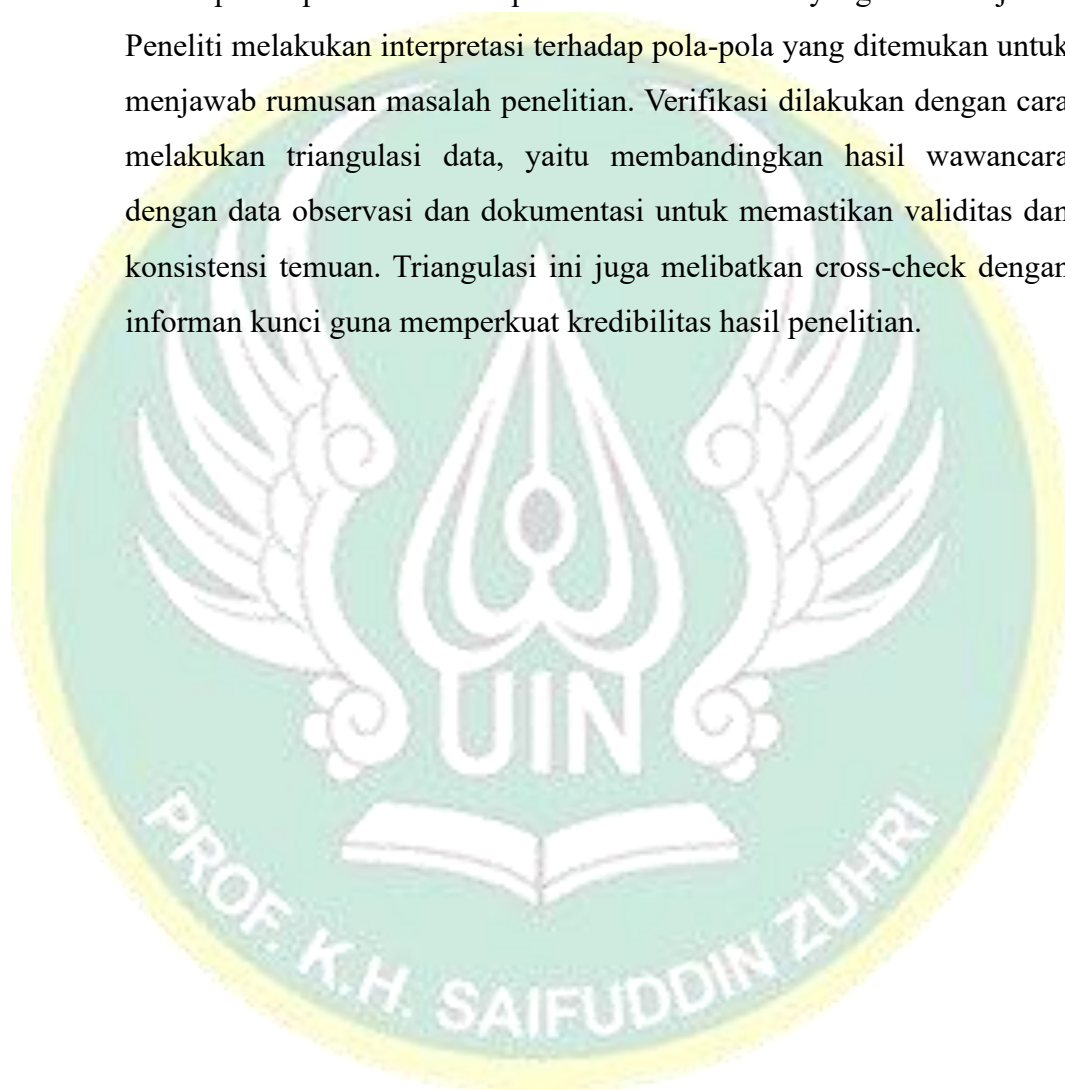 Peneliti melakukan interpretasi terhadap pola-pola yang ditemukan untuk
menjawab rumusan masalah penelitian. Verifikasi dilakukan dengan cara
melakukan triangulasi data, yaitu membandingkan hasil wawancara
dengan data observasi dan dokumentasi untuk memastikan validitas dan
konsistensi temuan. Triangulasi ini juga melibatkan cross-check dengan
informan kunci guna memperkuat kredibilitas hasil penelitian.
UIN
PROF. K.H. SAIFUDDIN ZUHRI